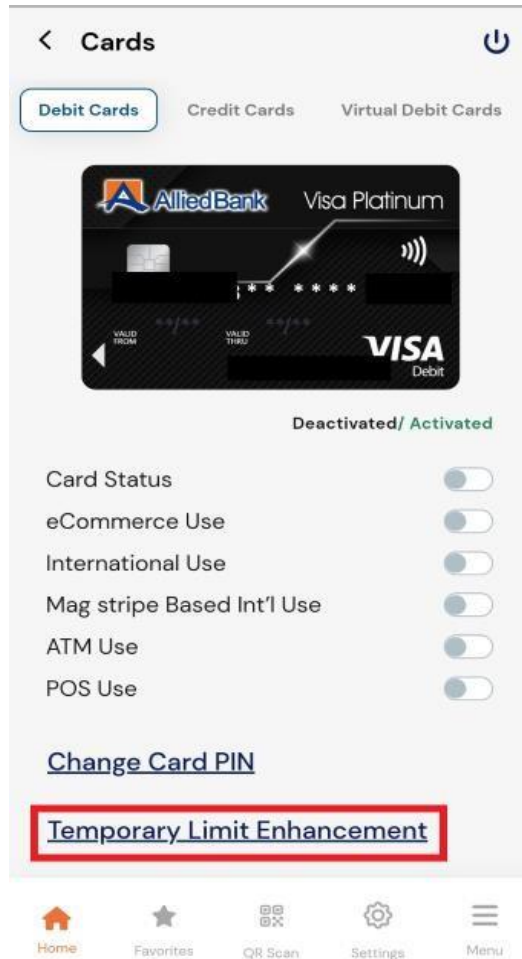 Cards
Debit Cards Credit Cards Virtual Debit Cards
Allied Bank Visa Platinum
** ****
VALID FROM **/** VALID THRU **/**
VISA
Debit
Deactivated/ Activated
Card Status
eCommerce Use
International Use
Mag stripe Based Int'l Use
ATM Use
POS Use
Change Card PIN
Temporary Limit Enhancement
Home Favorites QR Scan Settings Menu